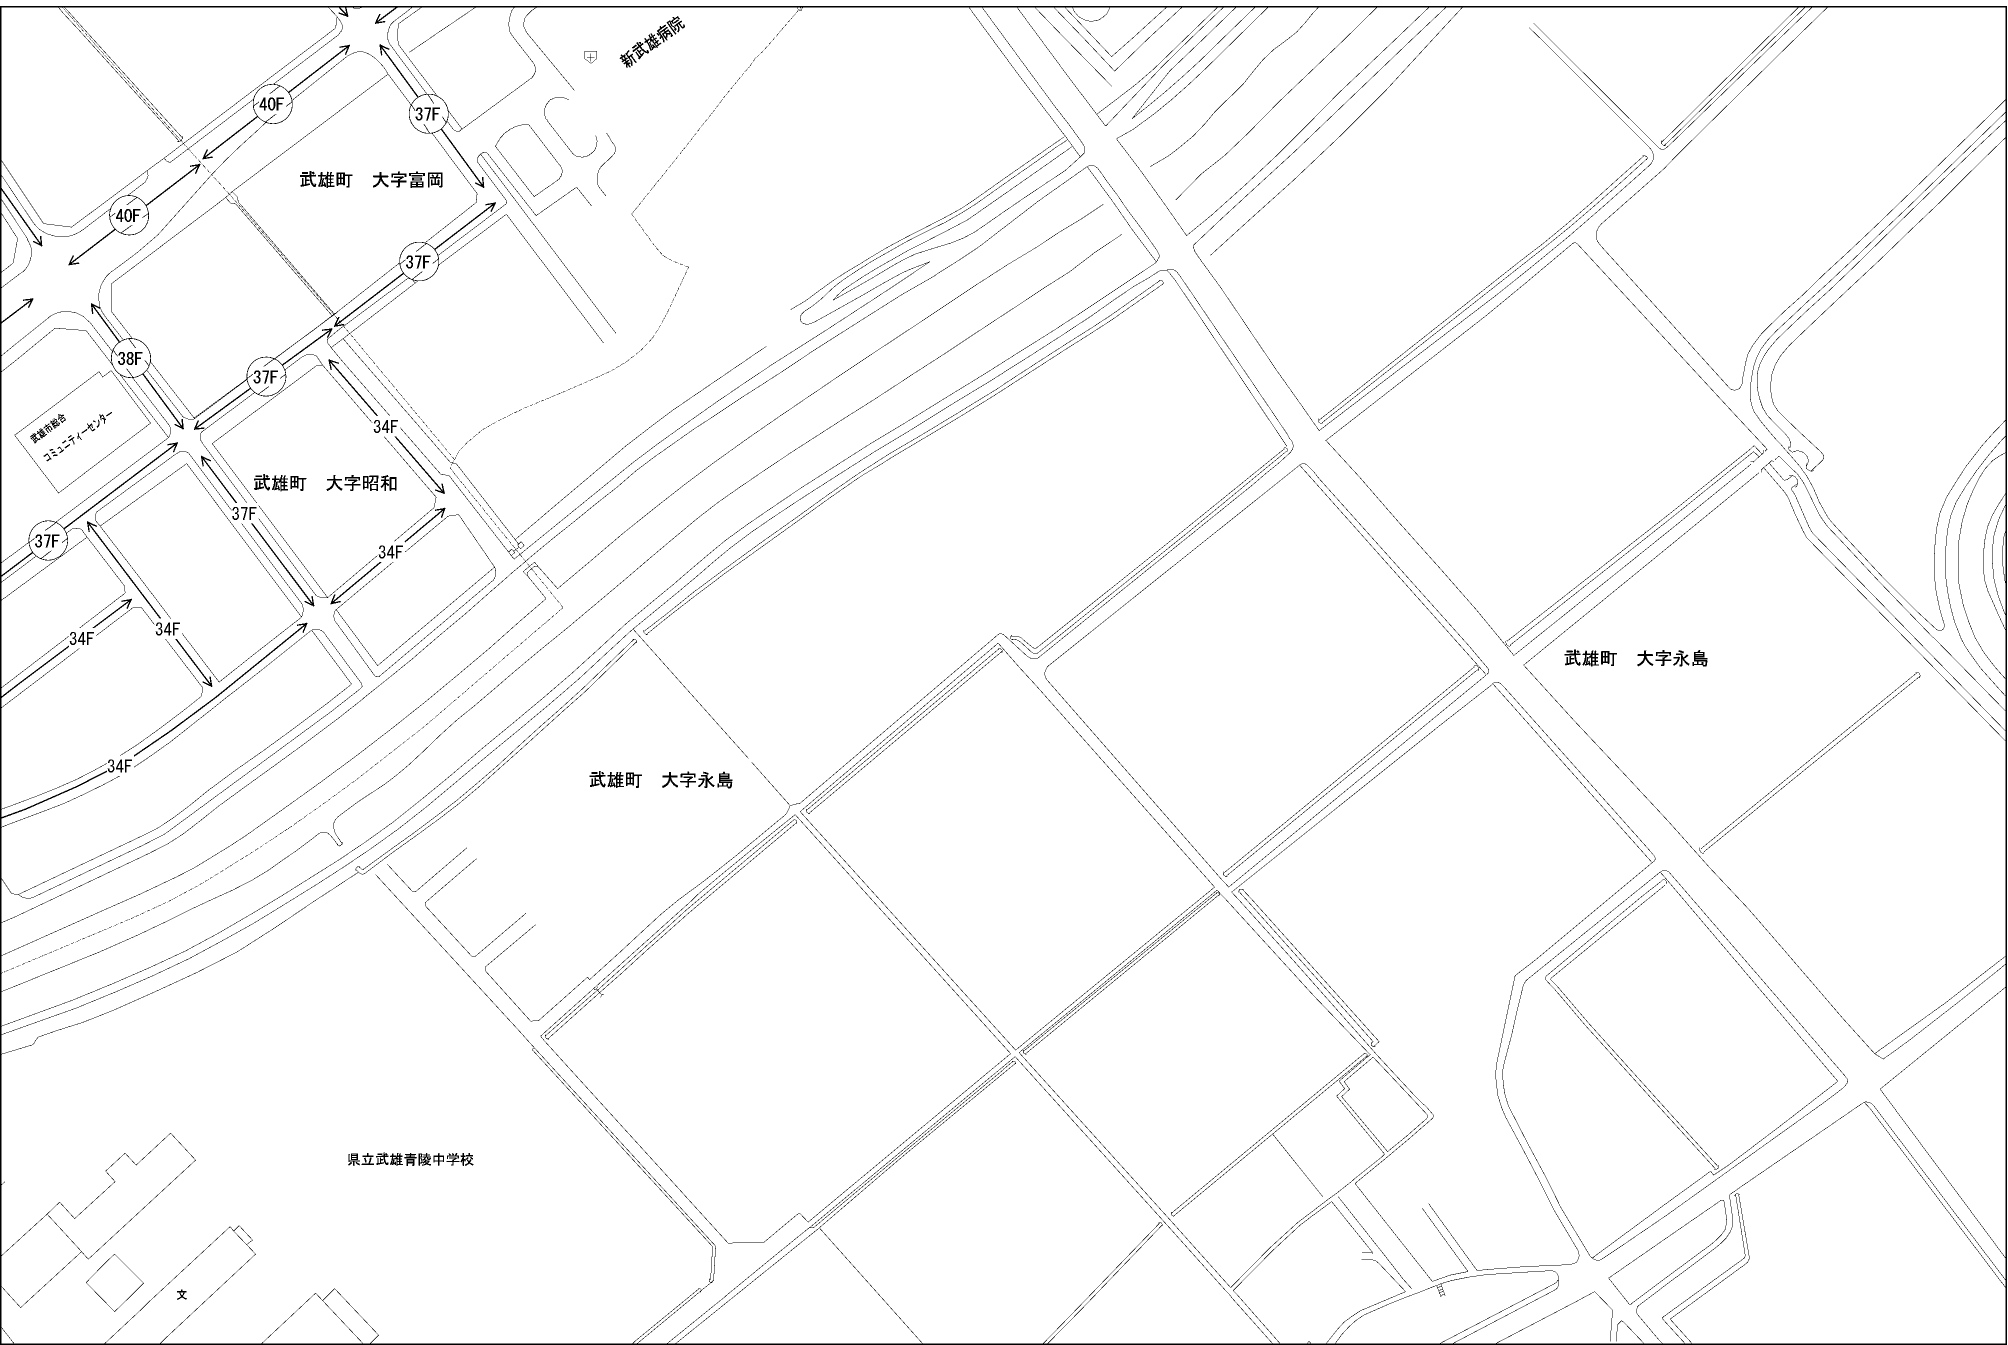 新武雄病院
40F
37F
武雄町　大字富岡
40F
37F
38F
37F
34F
武雄市総合
コミュニティーセンター
武雄町　大字昭和
37F
37F
34F
34F
34F
34F
武雄町　大字永島
34F
武雄町　大字永島
県立武雄青陵中学校
文